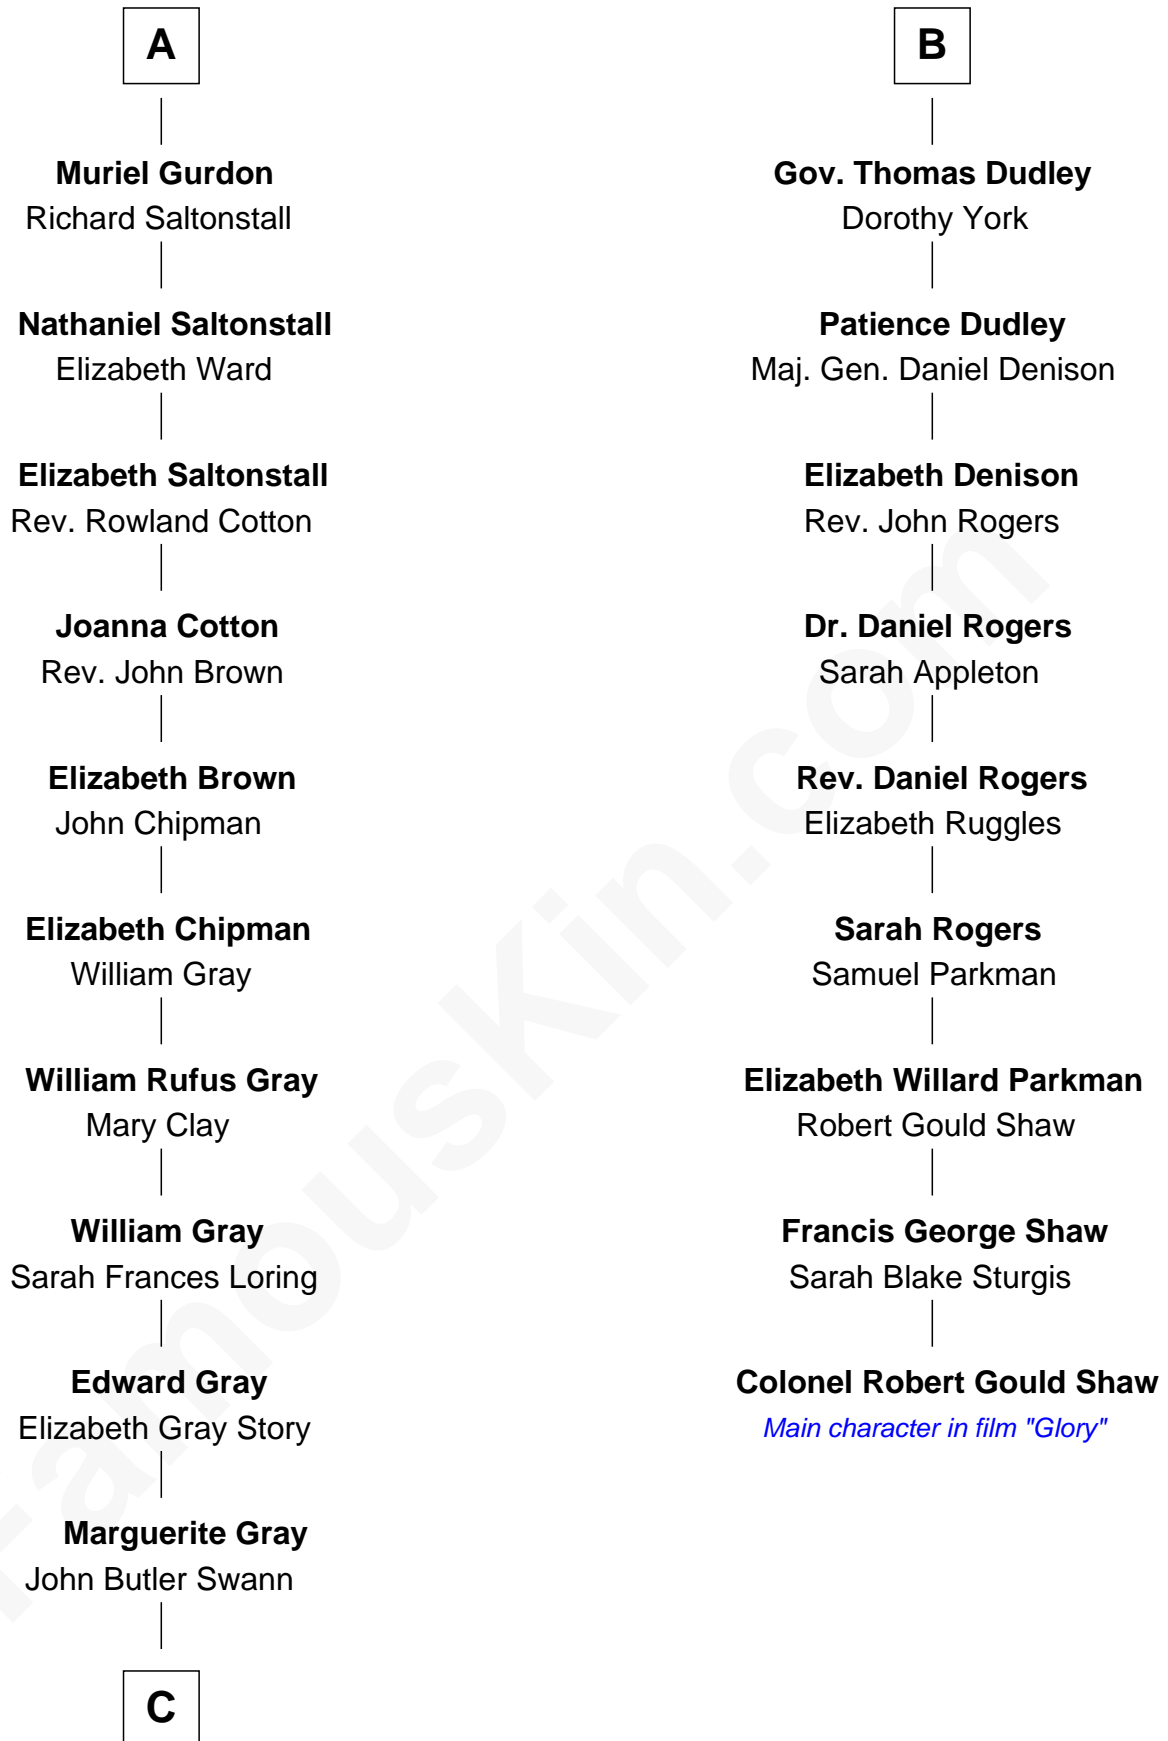 A
Muriel Gurdon
Richard Saltonstall
Nathaniel Saltonstall
Elizabeth Ward
Elizabeth Saltonstall
Rev. Rowland Cotton
Joanna Cotton
Rev. John Brown
Elizabeth Brown
John Chipman
Elizabeth Chipman
William Gray
William Rufus Gray
Mary Clay
William Gray
Sarah Frances Loring
Edward Gray
Elizabeth Gray Story
Marguerite Gray
John Butler Swann
C
B
Gov. Thomas Dudley
Dorothy York
Patience Dudley
Maj. Gen. Daniel Denison
Elizabeth Denison
Rev. John Rogers
Dr. Daniel Rogers
Sarah Appleton
Rev. Daniel Rogers
Elizabeth Ruggles
Sarah Rogers
Samuel Parkman
Elizabeth Willard Parkman
Robert Gould Shaw
Francis George Shaw
Sarah Blake Sturgis
Colonel Robert Gould Shaw
Main character in film "Glory"
FamousKin.com